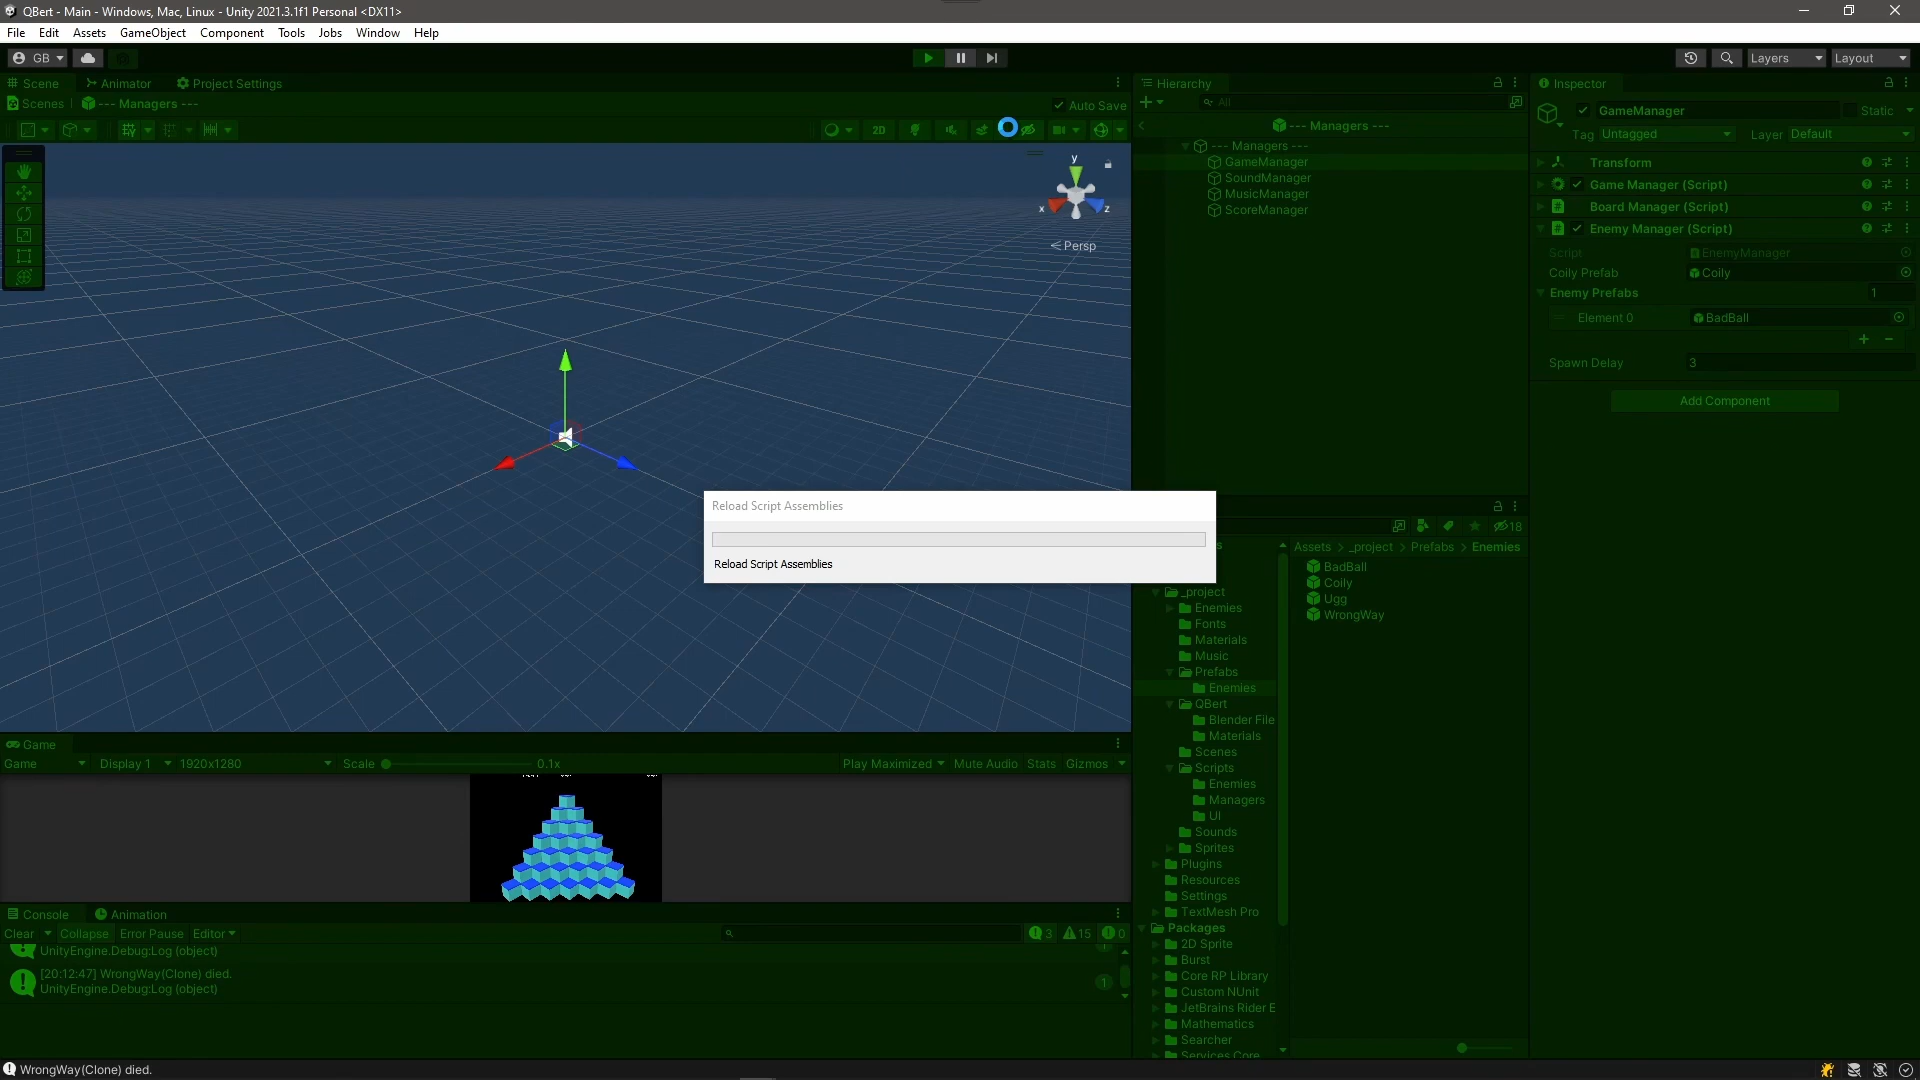 QBert - Main - Windows, Mac, Linux - Unity 2021.3.1f1 Personal <DX11>
File Edit Assets GameObject Component Tools Jobs Window Help
GB Layers Layout
Scene Animator Project Settings
Scenes --- Managers ---
Auto Save
2D
y
x z
Persp
Hierarchy
All
--- Managers ---
--- Managers ---
GameManager
SoundManager
MusicManager
ScoreManager
Inspector
GameManager Static
Tag Untagged Layer Default
Transform
Game Manager (Script)
Board Manager (Script)
Enemy Manager (Script)
Script EnemyManager
Coily Prefab Coily
Enemy Prefabs 1
Element 0 BadBall
Spawn Delay 3
Add Component
Reload Script Assemblies
Reload Script Assemblies
18
Assets > _project > Prefabs > Enemies
BadBall
Coily
Ugg
WrongWay
_project
Enemies
Fonts
Materials
Music
Prefabs
Enemies
QBert
Blender File
Materials
Scenes
Scripts
Enemies
Managers
UI
Sounds
Sprites
Plugins
Resources
Settings
TextMesh Pro
Packages
2D Sprite
Burst
Core RP Library
Custom NUnit
JetBrains Rider E
Mathematics
Searcher
Services Core
Game
Game Display 1 1920x1280 Scale 0.1x Play Maximized Mute Audio Stats Gizmos
Console Animation
Clear Collapse Error Pause Editor 3 15 0
UnityEngine.Debug:Log (object)
1
[20:12:47] WrongWay(Clone) died.
UnityEngine.Debug:Log (object)
1
WrongWay(Clone) died.